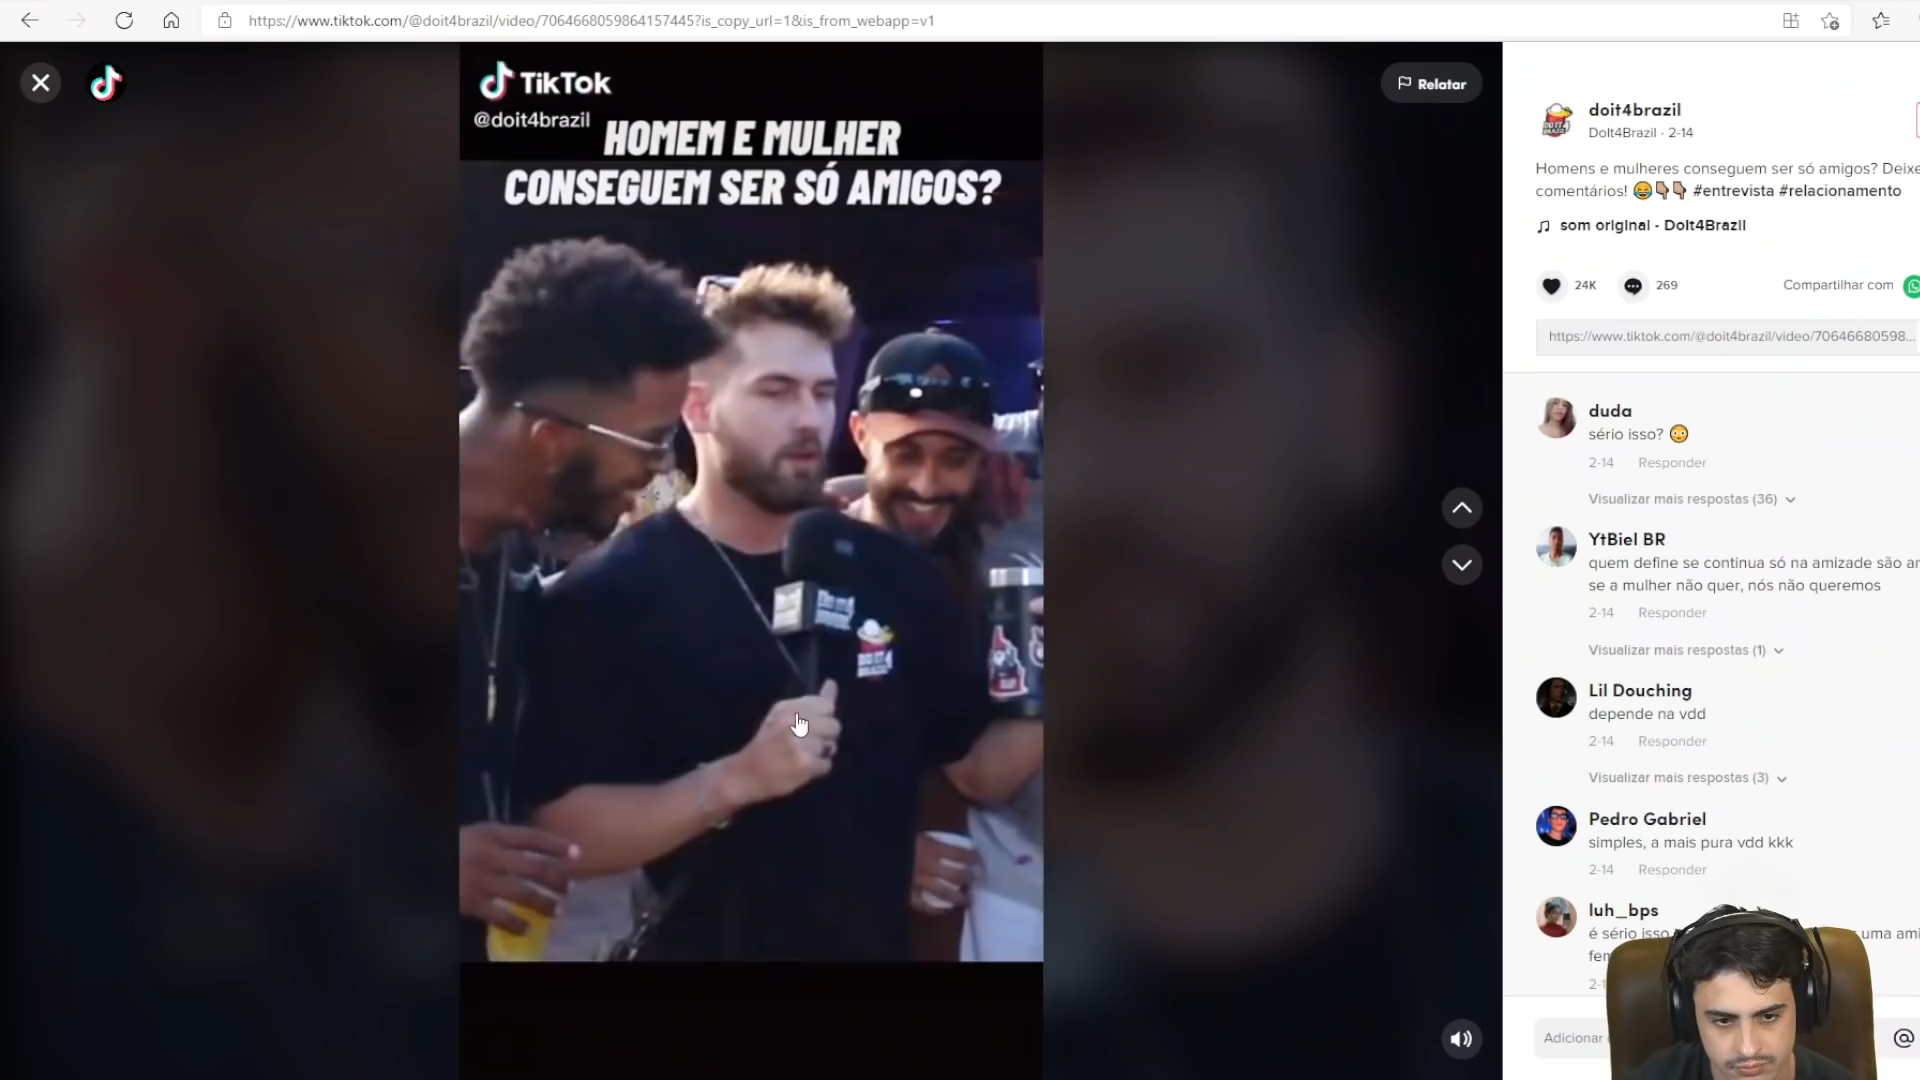 https://www.tiktok.com/@doit4brazil/video/7064668059864157445?is_copy_url=1&is_from_webapp=v1
TikTok
@doit4brazil
HOMEM E MULHER
CONSEGUEM SER SÓ AMIGOS?
DO IT 4
BRAZIL
Relatar
doit4brazil
DoIt4Brazil · 2-14
Homens e mulheres conseguem ser só amigos? Deixe
comentários! 😂👇🏽👇🏽 #entrevista #relacionamento
som original - DoIt4Brazil
24K
269
Compartilhar com
https://www.tiktok.com/@doit4brazil/video/70646680598...
duda
sério isso? 😳
2-14 Responder
Visualizar mais respostas (36)
YtBiel BR
quem define se continua só na amizade são
se a mulher não quer, nós não queremos
2-14 Responder
Visualizar mais respostas (1)
Lil Douching
depende na vdd
2-14 Responder
Visualizar mais respostas (3)
Pedro Gabriel
simples, a mais pura vdd kkk
2-14 Responder
luh_bps
é sério isso uma
Adicionar
@